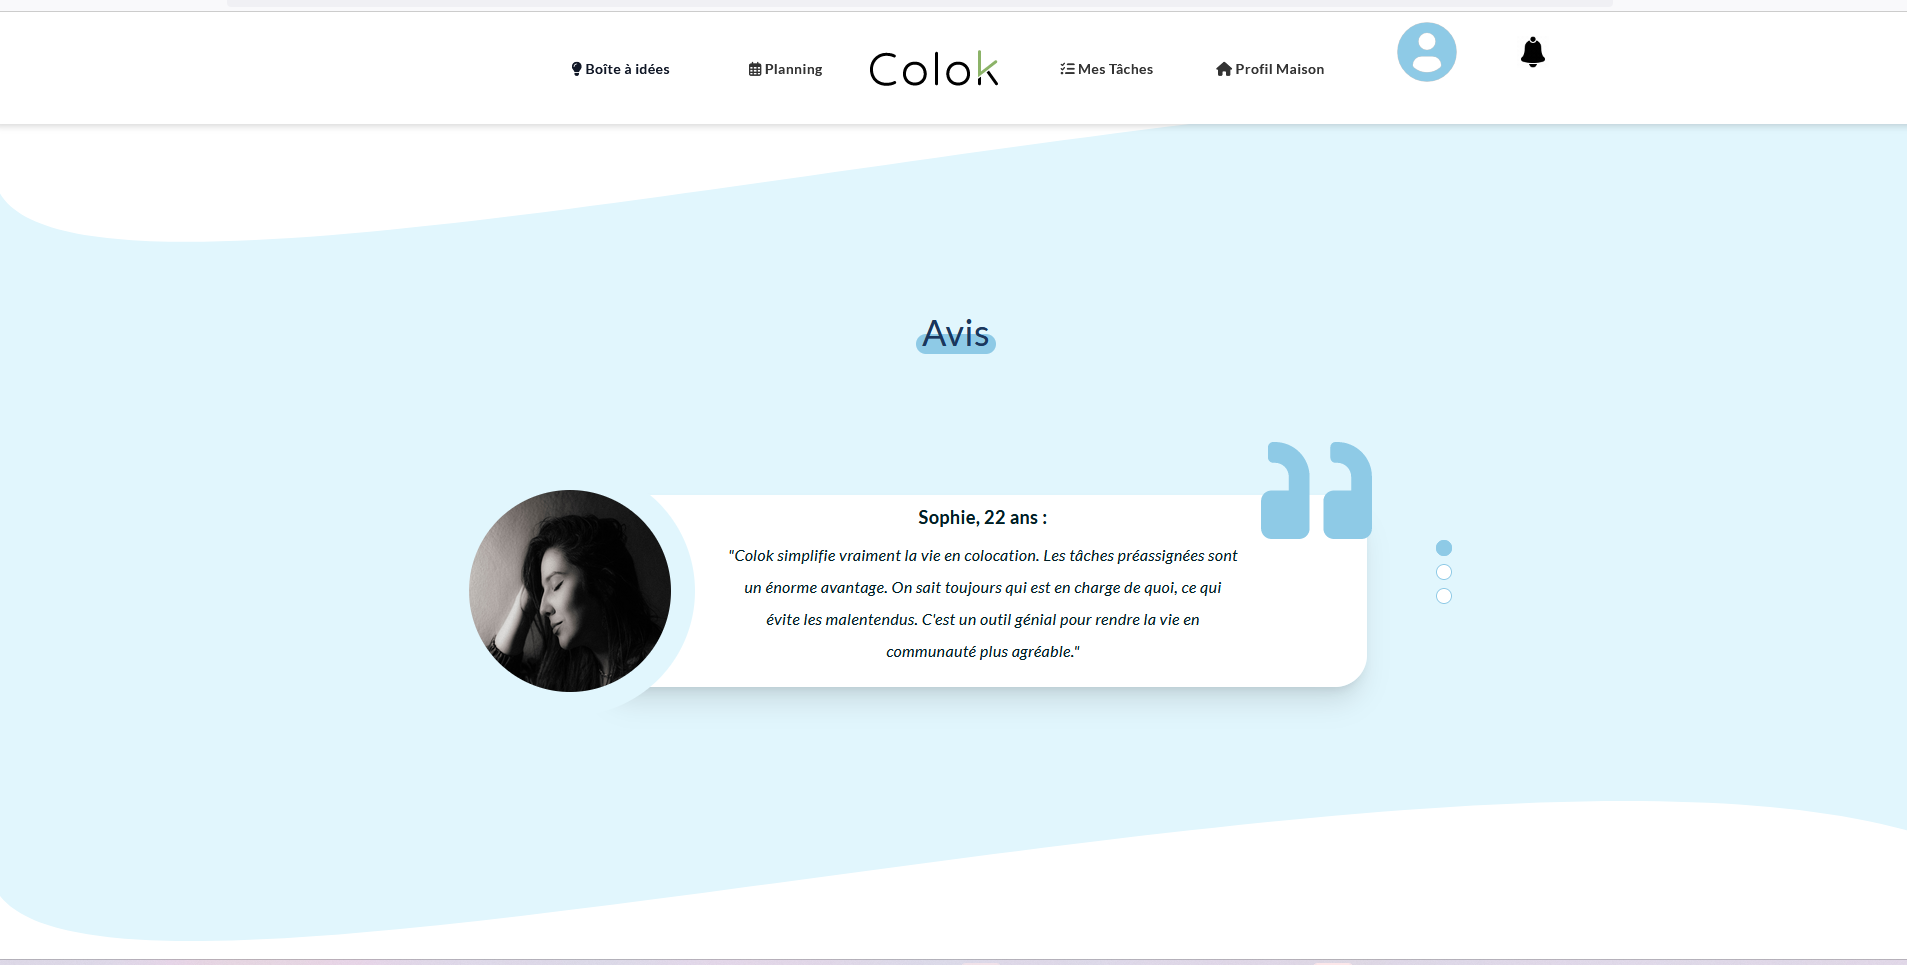 Boîte à idées
Planning
Colok
Mes Tâches
Profil Maison
Avis
Sophie, 22 ans :
"Colok simplifie vraiment la vie en colocation. Les tâches préassignées sont
un énorme avantage. On sait toujours qui est en charge de quoi, ce qui
évite les malentendus. C'est un outil génial pour rendre la vie en
communauté plus agréable."